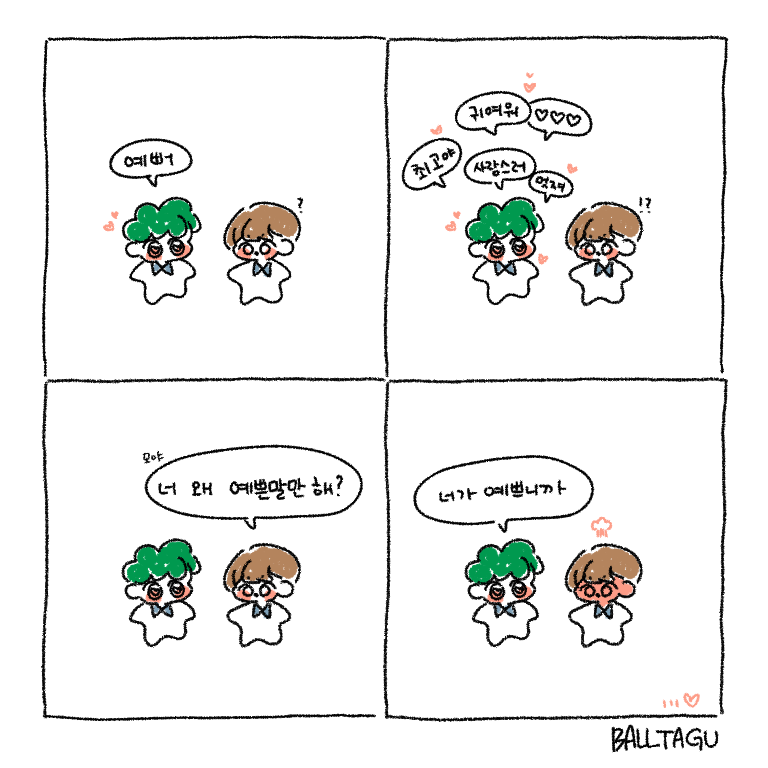 예뻐
?
귀여워
♡♡♡
최고야
사랑스러
멋져
!?
모야
너 왜 예쁜말만 해?
너가 예쁘니까
BALLTAGU